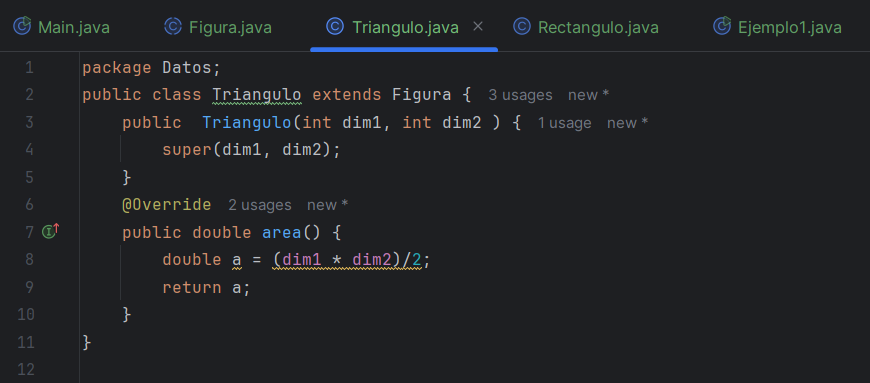 Main.java Figura.java Triangulo.java × Rectangulo.java Ejemplo1.java
1 package Datos;
2 public class Triangulo extends Figura { 3 usages new *
3 public  Triangulo(int dim1, int dim2 ) { 1 usage new *
4 super(dim1, dim2);
5 }
6 @Override 2 usages new *
7 public double area() {
8 double a = (dim1 * dim2)/2;
9 return a;
10 }
11 }
12